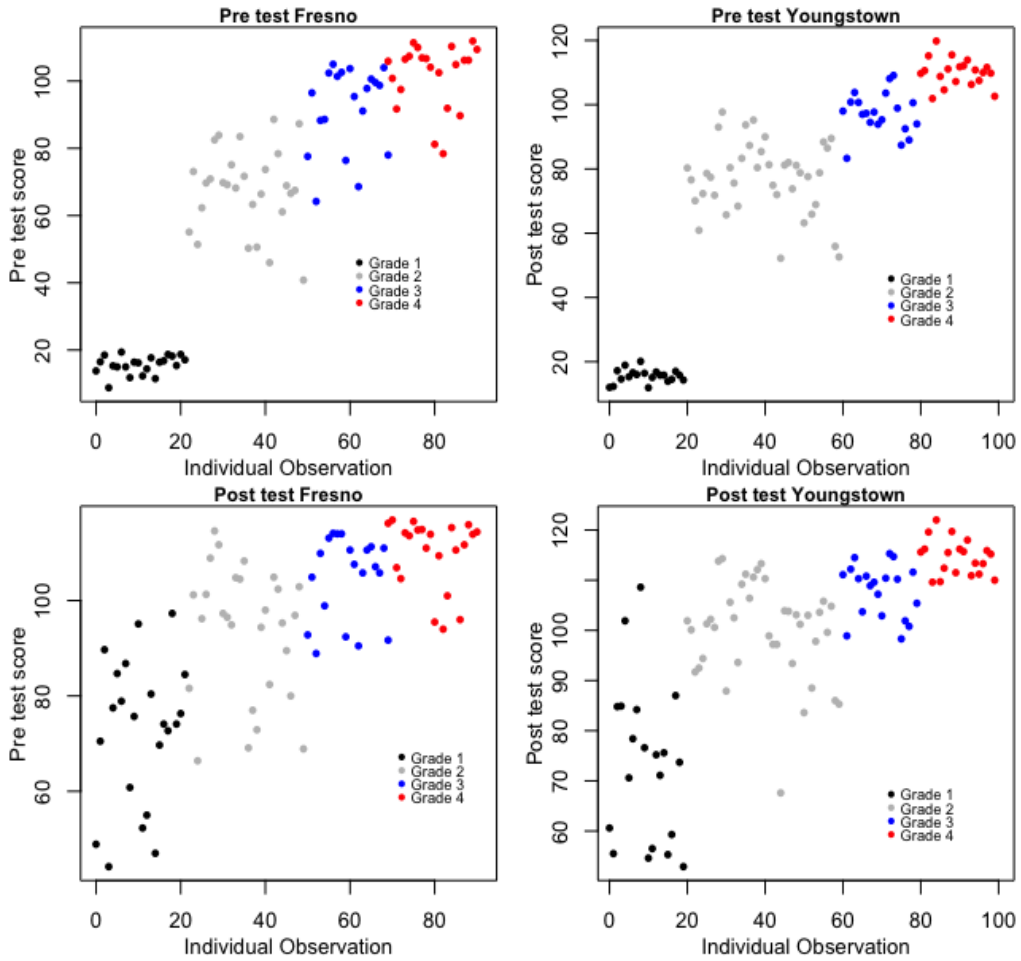 Pre test Fresno
Pre test score
100
80
60
40
20
Grade 1
Grade 2
Grade 3
Grade 4
0 20 40 60 80
Individual Observation
Pre test Youngstown
Post test score
120
100
80
60
40
20
Grade 1
Grade 2
Grade 3
Grade 4
0 20 40 60 80 100
Individual Observation
Post test Fresno
Pre test score
100
80
60
Grade 1
Grade 2
Grade 3
Grade 4
0 20 40 60 80
Individual Observation
Post test Youngstown
Post test score
120
110
100
90
80
70
60
Grade 1
Grade 2
Grade 3
Grade 4
0 20 40 60 80 100
Individual Observation